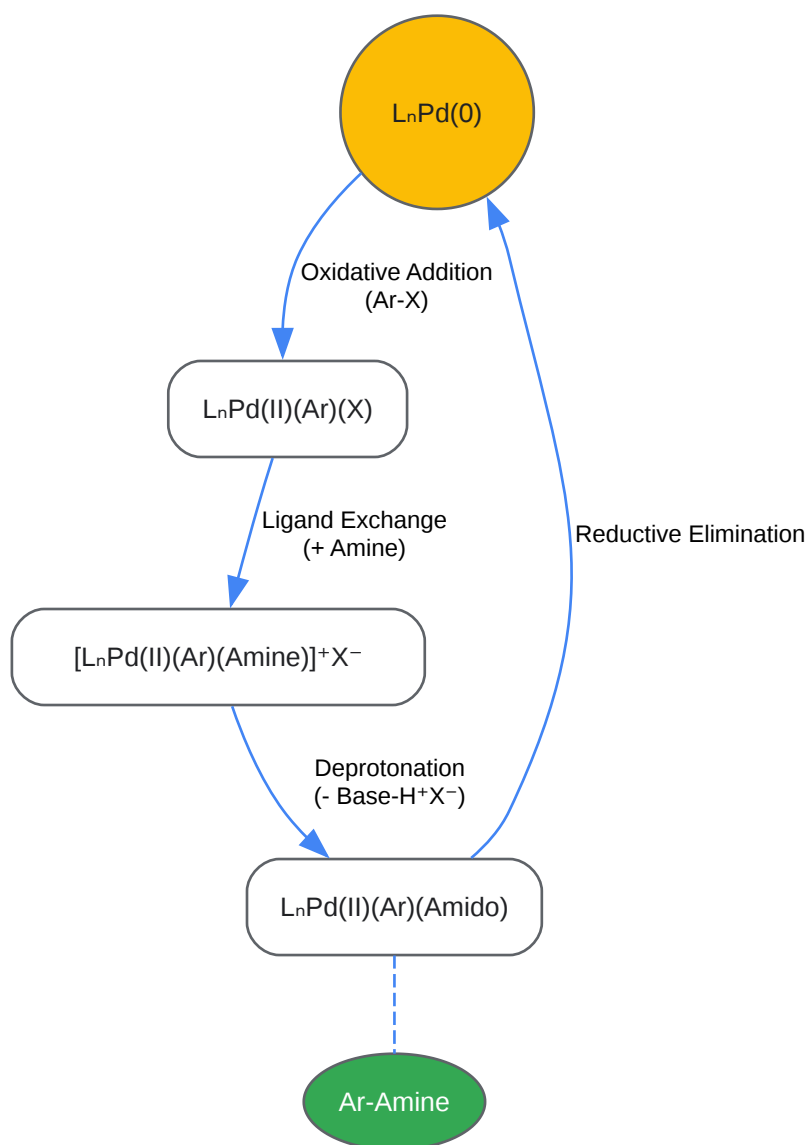 LₙPd(0)
Oxidative Addition
(Ar-X)
LₙPd(II)(Ar)(X)
Ligand Exchange
(+ Amine)
Reductive Elimination
[LₙPd(II)(Ar)(Amine)]⁺X⁻
Deprotonation
(- Base-H⁺X⁻)
LₙPd(II)(Ar)(Amido)
Ar-Amine